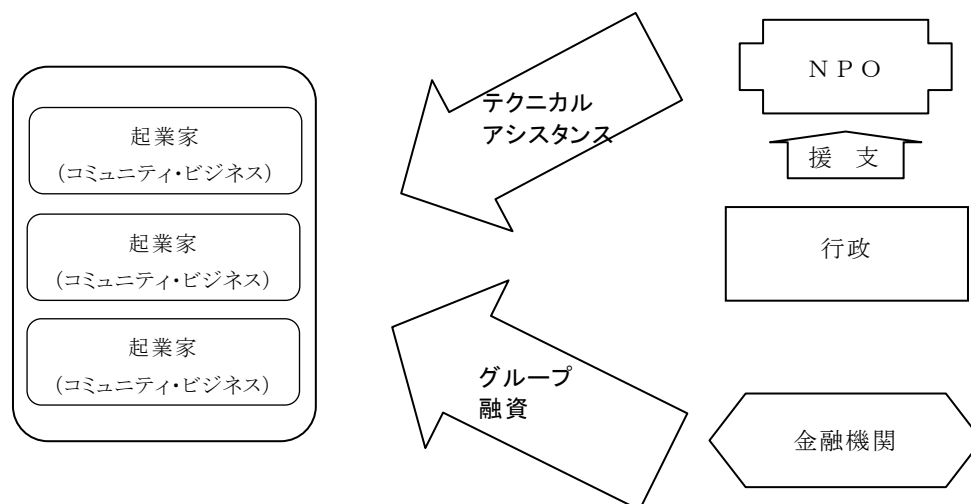 起業家
(コミュニティ・ビジネス)
起業家
(コミュニティ・ビジネス)
起業家
(コミュニティ・ビジネス)
テクニカル
アシスタンス
グループ
融資
ＮＰＯ
援 支
行政
金融機関